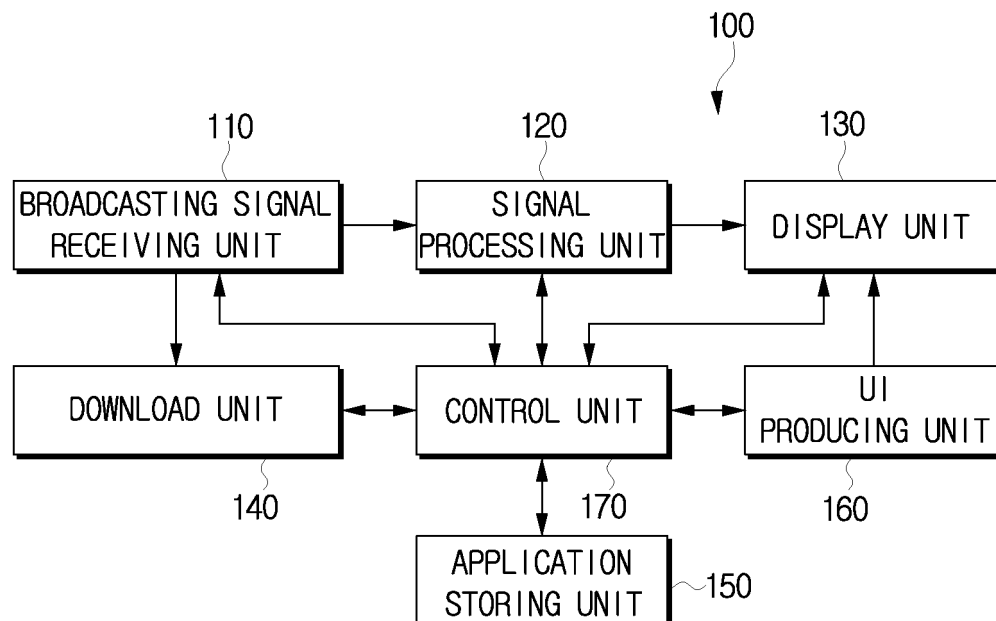 100
110
120
130
BROADCASTING SIGNAL
RECEIVING UNIT
SIGNAL
PROCESSING UNIT
DISPLAY UNIT
DOWNLOAD UNIT
CONTROL UNIT
UI
PRODUCING UNIT
140
170
160
APPLICATION
STORING UNIT
150